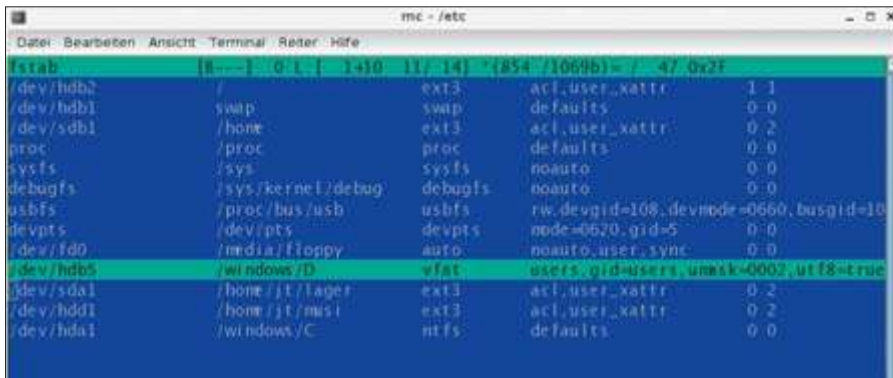 mc - /etc
Datei Bearbeiten Ansicht Terminal Reiter Hilfe
fstab [B---] 0 L:[ 1+10 11/ 14] *(854 /1069b)= / 47 0x2F
/dev/hdb2 / ext3 acl,user_xattr 1 1
/dev/hdb1 swap swap defaults 0 0
/dev/sdb1 /home ext3 acl,user_xattr 0 2
proc /proc proc defaults 0 0
sysfs /sys sysfs noauto 0 0
debugfs /sys/kernel/debug debugfs noauto 0 0
usbfs /proc/bus/usb usbfs rw,devgid=108,devmode=0660,busgid=10
devpts /dev/pts devpts mode=0620,gid=5 0 0
/dev/fd0 /media/floppy auto noauto,user,sync 0 0
/dev/hdb5 /windows/D vfat users,gid=users,umask=0002,utf8=true
/dev/sda1 /home/jt/lager ext3 acl,user_xattr 0 2
/dev/hdd1 /home/jt/musi ext3 acl,user_xattr 0 2
/dev/hda1 /windows/C ntfs defaults 0 0